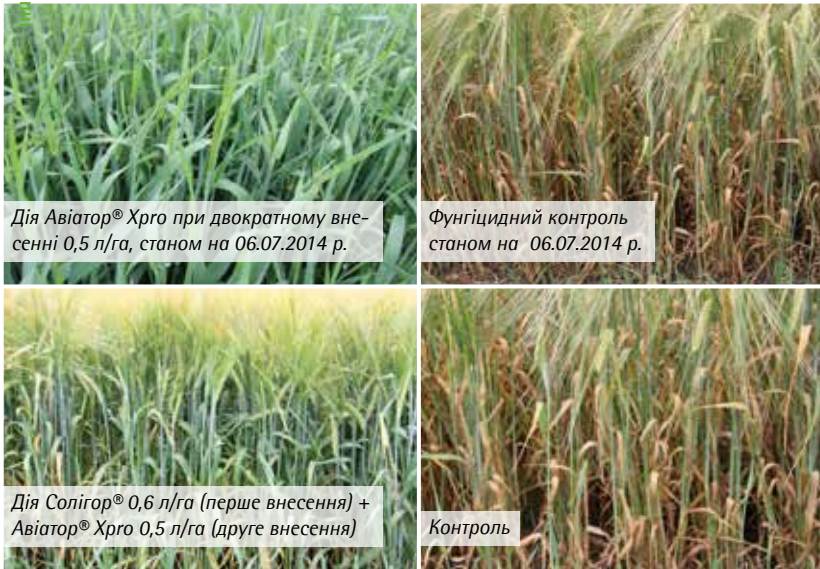 Дія Авіатор® Xpro при двократному вне-
сенні 0,5 л/га, станом на 06.07.2014 р.
Фунгіцидний контроль
станом на 06.07.2014 р.
Дія Солігор® 0,6 л/га (перше внесення) +
Авіатор® Xpro 0,5 л/га (друге внесення)
Контроль